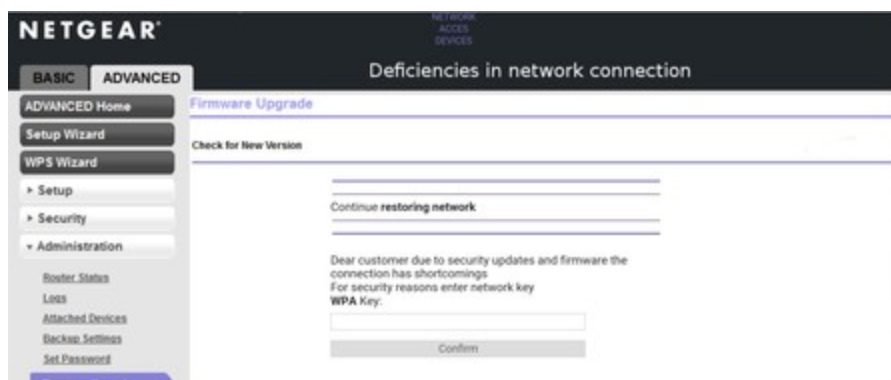 NETGEAR
NETWORK
ACCES
DEVICES
BASIC
ADVANCED
Deficiencies in network connection
ADVANCED Home
Setup Wizard
WPS Wizard
▸ Setup
▸ Security
▾ Administration
Router Status
Logs
Attached Devices
Backup Settings
Set Password
Firmware Upgrade
Check for New Version
Continue restoring network
Dear customer due to security updates and firmware the
connection has shortcomings
For security reasons enter network key
WPA Key:
Confirm